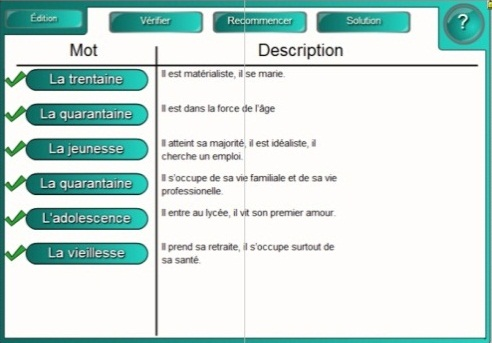 Édition
Vérifier
Recommencer
Solution
?
Mot
Description
La trentaine
Il est matérialiste, il se marie.
La quarantaine
Il est dans la force de l'âge
La jeunesse
Il atteint sa majorité, il est idéaliste, il
cherche un emploi.
La quarantaine
Il s'occupe de sa vie familiale et de sa vie
professionelle.
L'adolescence
Il entre au lycée, il vit son premier amour.
La vieillesse
Il prend sa retraite, il s'occupe surtout de
sa santé.